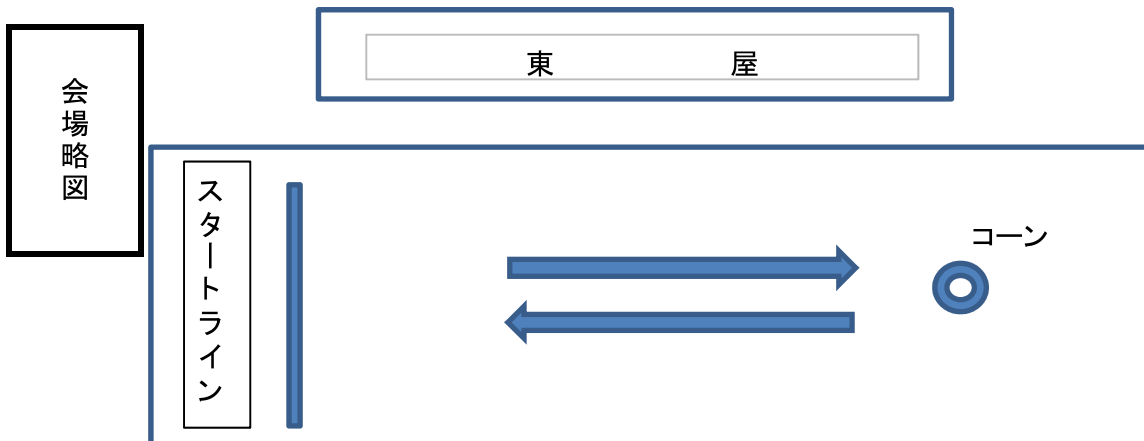 会場略図
東　屋
スタートライン
コーン